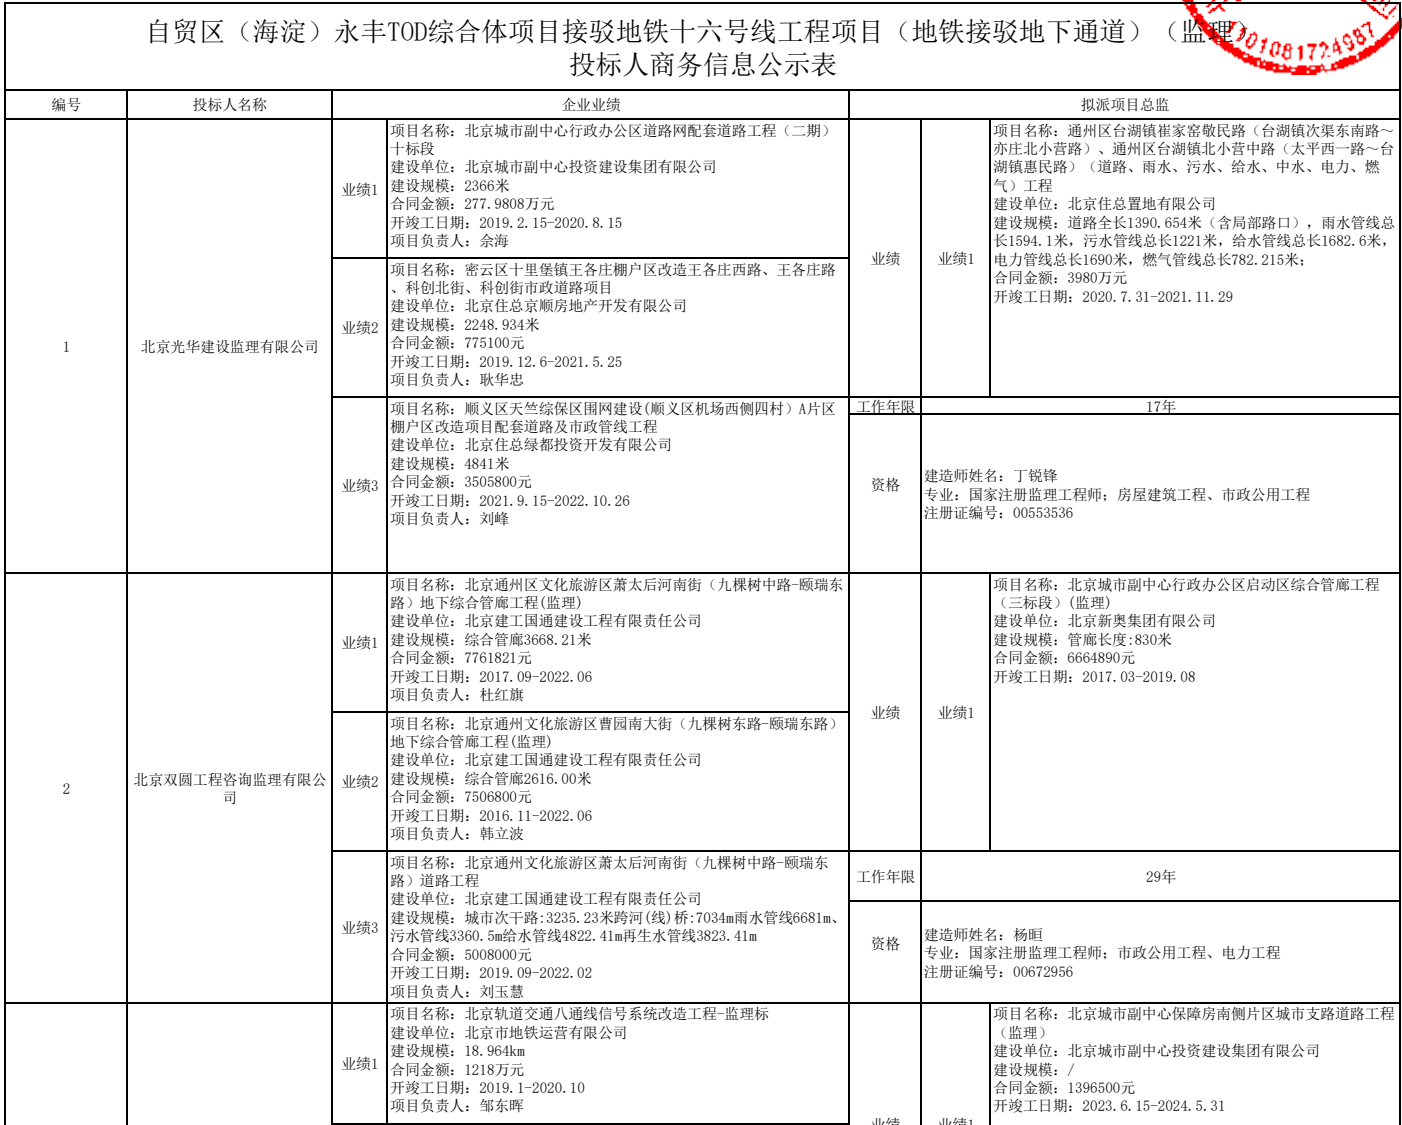 自贸区（海淀）永丰TOD综合体项目接驳地铁十六号线工程项目（地铁接驳地下通道）（监理）
投标人商务信息公示表
1101081724987
编号 投标人名称 企业业绩 拟派项目总监
1
北京光华建设监理有限公司
业绩1
项目名称：北京城市副中心行政办公区道路网配套道路工程（二期）
十标段
建设单位：北京城市副中心投资建设集团有限公司
建设规模：2366米
合同金额：277.9808万元
开竣工日期：2019.2.15-2020.8.15
项目负责人：佘海
业绩2
项目名称：密云区十里堡镇王各庄棚户区改造王各庄西路、王各庄路
、科创北街、科创街市政道路项目
建设单位：北京住总京顺房地产开发有限公司
建设规模：2248.934米
合同金额：775100元
开竣工日期：2019.12.6-2021.5.25
项目负责人：耿华忠
业绩3
项目名称：顺义区天竺综保区围网建设(顺义区机场西侧四村）A片区
棚户区改造项目配套道路及市政管线工程
建设单位：北京住总绿都投资开发有限公司
建设规模：4841米
合同金额：3505800元
开竣工日期：2021.9.15-2022.10.26
项目负责人：刘峰
业绩
业绩1
项目名称：通州区台湖镇崔家窑敬民路（台湖镇次渠东南路～
亦庄北小营路）、通州区台湖镇北小营中路（太平西一路～台
湖镇惠民路）（道路、雨水、污水、给水、中水、电力、燃
气）工程
建设单位：北京住总置地有限公司
建设规模：道路全长1390.654米（含局部路口），雨水管线总
长1594.1米，污水管线总长1221米，给水管线总长1682.6米，
电力管线总长1690米，燃气管线总长782.215米；
合同金额：3980万元
开竣工日期：2020.7.31-2021.11.29
工作年限 17年
资格
建造师姓名：丁锐锋
专业：国家注册监理工程师；房屋建筑工程、市政公用工程
注册证编号：00553536
2
北京双圆工程咨询监理有限公
司
业绩1
项目名称：北京通州区文化旅游区萧太后河南街（九棵树中路-颐瑞东
路）地下综合管廊工程(监理)
建设单位：北京建工国通建设工程有限责任公司
建设规模：综合管廊3668.21米
合同金额：7761821元
开竣工日期：2017.09-2022.06
项目负责人：杜红旗
业绩2
项目名称：北京通州文化旅游区曹园南大街（九棵树东路-颐瑞东路）
地下综合管廊工程(监理)
建设单位：北京建工国通建设工程有限责任公司
建设规模：综合管廊2616.00米
合同金额：7506800元
开竣工日期：2016.11-2022.06
项目负责人：韩立波
业绩3
项目名称：北京通州文化旅游区萧太后河南街（九棵树中路-颐瑞东
路）道路工程
建设单位：北京建工国通建设工程有限责任公司
建设规模：城市次干路:3235.23米跨河(线)桥:7034m雨水管线6681m、
污水管线3360.5m给水管线4822.41m再生水管线3823.41m
合同金额：5008000元
开竣工日期：2019.09-2022.02
项目负责人：刘玉慧
业绩
业绩1
项目名称：北京城市副中心行政办公区启动区综合管廊工程
（三标段）(监理)
建设单位：北京新奥集团有限公司
建设规模：管廊长度:830米
合同金额：6664890元
开竣工日期：2017.03-2019.08
工作年限 29年
资格
建造师姓名：杨晅
专业：国家注册监理工程师；市政公用工程、电力工程
注册证编号：00672956
业绩1
项目名称：北京轨道交通八通线信号系统改造工程-监理标
建设单位：北京市地铁运营有限公司
建设规模：18.964km
合同金额：1218万元
开竣工日期：2019.1-2020.10
项目负责人：邹东晖
业绩
业绩1
项目名称：北京城市副中心保障房南侧片区城市支路道路工程
（监理）
建设单位：北京城市副中心投资建设集团有限公司
建设规模：/
合同金额：1396500元
开竣工日期：2023.6.15-2024.5.31